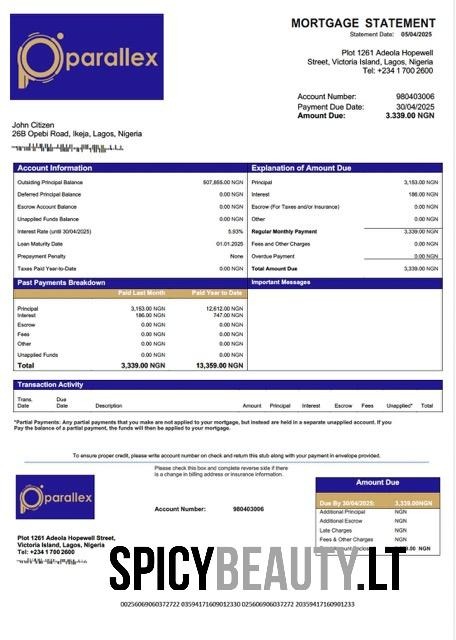 parallex
MORTGAGE STATEMENT
Statement Date: 05/04/2025
Plot 1261 Adeola Hopewell
Street, Victoria Island, Lagos, Nigeria
Tel: +234 1 700 2600
Account Number: 980403006
Payment Due Date: 30/04/2025
Amount Due: 3.339.00 NGN
John Citizen
26B Opebi Road, Ikeja, Lagos, Nigeria
Account Information
Outsiding Principal Balance 507,655.00 NGN
Deferred Principal Balance 0.00 NGN
Escrow Account Balance 0.00 NGN
Unapplied Funds Balance 0.00 NGN
Interest Rate (until 30/04/2025) 5.93%
Loan Maturity Date 01.01.2025
Prepayment Penalty None
Taxes Paid Year-to-Date 0.00 NGN
Explanation of Amount Due
Principal 3,153.00 NGN
Interest 186.00 NGN
Escrow (For Taxes and/or Insurance) 0.00 NGN
Other 0.00 NGN
Regular Monthly Payment 3,339.00 NGN
Fees and Other Charges 0.00 NGN
Overdue Payment 0.00 NGN
Total Amount Due 3,339.00 NGN
Past Payments Breakdown
Paid Last Month Paid Year to Date
Principal 3,153.00 NGN 12,612.00 NGN
Interest 186.00 NGN 747.00 NGN
Escrow 0.00 NGN 0.00 NGN
Fees 0.00 NGN 0.00 NGN
Other 0.00 NGN 0.00 NGN
Unapplied Funds 0.00 NGN 0.00 NGN
Total 3,339.00 NGN 13,359.00 NGN
Important Messages
Transaction Activity
Trans. Date Due Date Description Amount Principal Interest Escrow Fees Unapplied* Total
*Partial Payments: Any partial payments that you make are not applied to your mortgage, but instead are held in a separate unapplied account. If you
Pay the balance of a partial payment, the funds will then be applied to your mortgage.
To ensure proper credit, please write account number on check and return this stub along with your payment in envelope provided.
Please check this box and complete reverse side if there
is a change in billing address or insurance information.
parallex
Account Number: 980403006
Amount Due
Due By 30/04/2025: 3,339.00NGN
Additional Principal NGN
Additional Escrow NGN
Late Charges NGN
Fees & Other Charges NGN
NGN
Plot 1261 Adeola Hopewell Street,
Victoria Island, Lagos, Nigeria
Tel: +234 1 700 2600
SPICYBEAUTY.LT
00256069060372722 03594171609012330 0256069060372722 20359417160901233